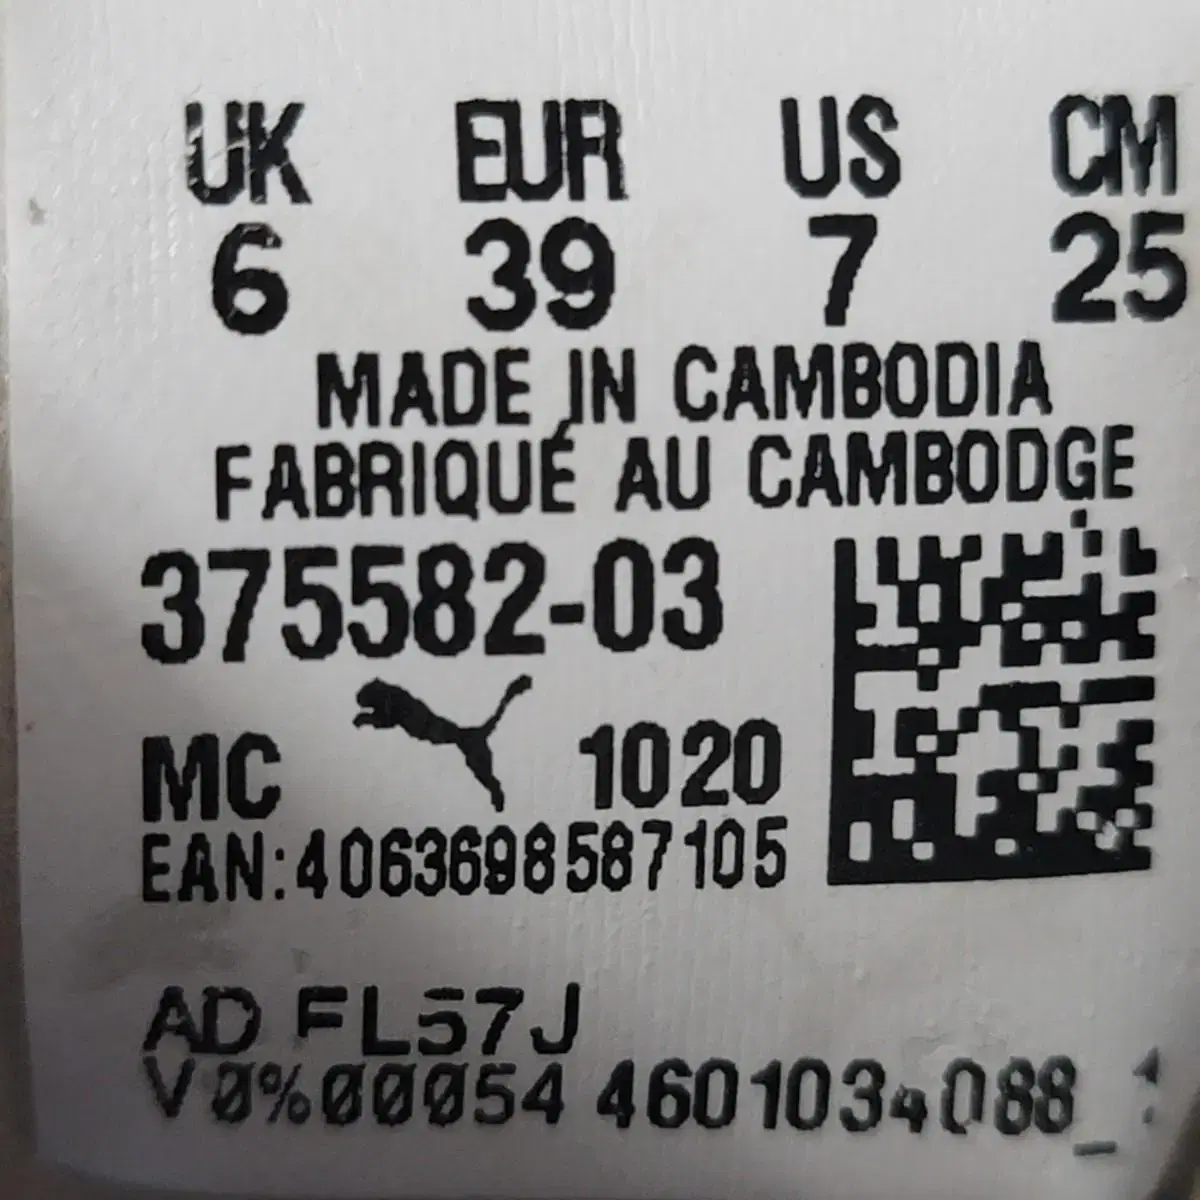 UK EUR US CM
6 39 7 25
MADE IN CAMBODIA
FABRIQUÉ AU CAMBODGE
375582-03
MC 1020
EAN:4063698587105
AD FL57J
V0%00054 4601034088_1